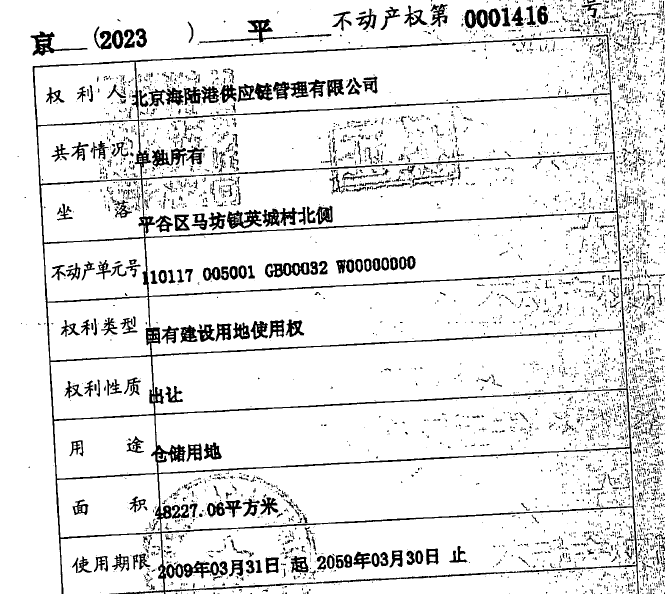 京 (2023 ) 平 不动产权第 0001416 号
权利人 北京海陆港供应链管理有限公司
共有情况 单独所有
坐落 平谷区马坊镇英城村北侧
不动产单元号 110117 005001 GB00032 W00000000
权利类型 国有建设用地使用权
权利性质 出让
用途 仓储用地
面积 48227.06平方米
使用期限 2009年03月31日 起 2059年03月30日 止